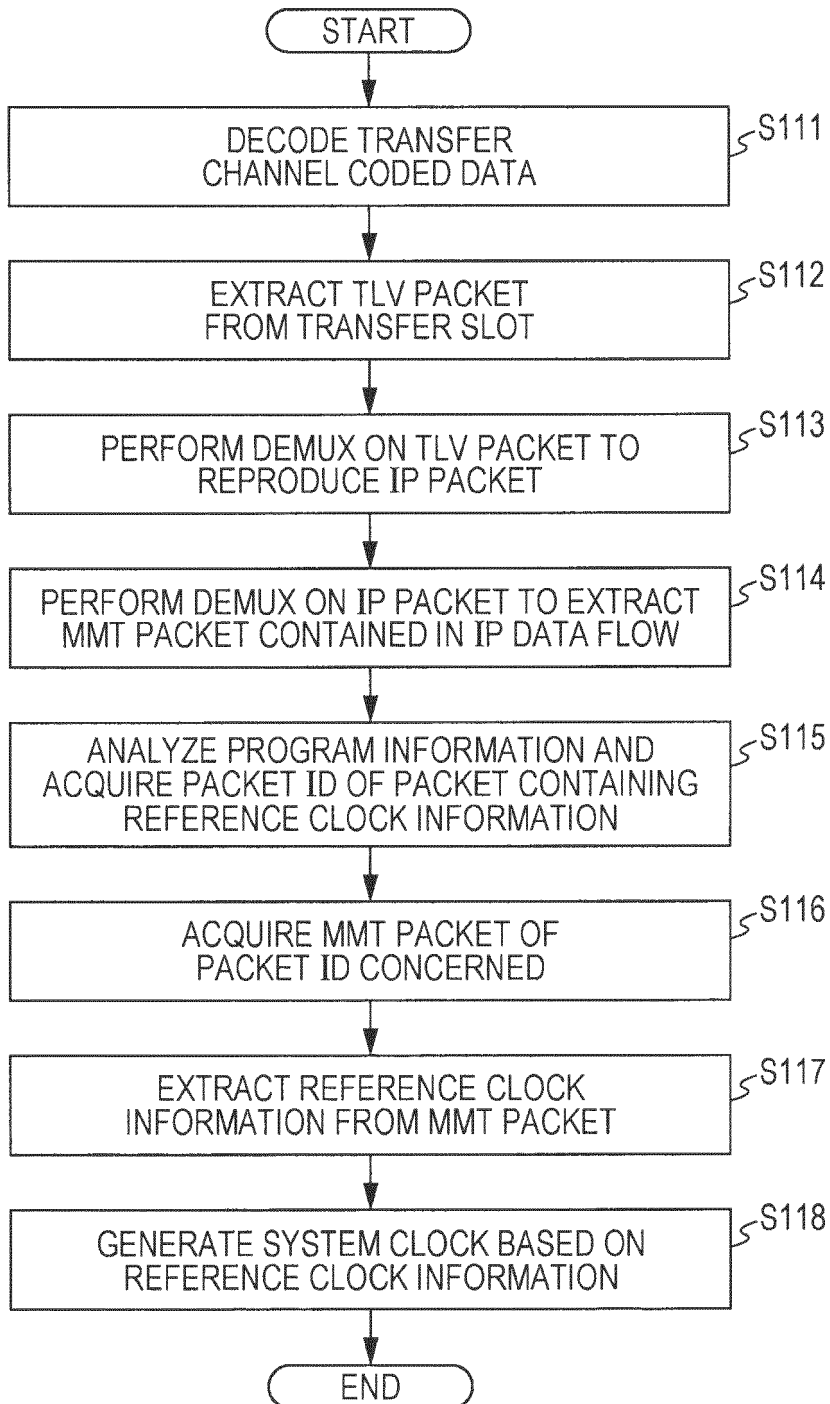 START
DECODE TRANSFER
CHANNEL CODED DATA
S111
EXTRACT TLV PACKET
FROM TRANSFER SLOT
S112
PERFORM DEMUX ON TLV PACKET TO
REPRODUCE IP PACKET
S113
PERFORM DEMUX ON IP PACKET TO EXTRACT
MMT PACKET CONTAINED IN IP DATA FLOW
S114
ANALYZE PROGRAM INFORMATION AND
ACQUIRE PACKET ID OF PACKET CONTAINING
REFERENCE CLOCK INFORMATION
S115
ACQUIRE MMT PACKET OF
PACKET ID CONCERNED
S116
EXTRACT REFERENCE CLOCK
INFORMATION FROM MMT PACKET
S117
GENERATE SYSTEM CLOCK BASED ON
REFERENCE CLOCK INFORMATION
S118
END